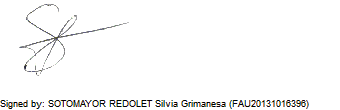 Signed by: SOTOMAYOR REDOLET Silvia Grimanesa (FAU20131016396)